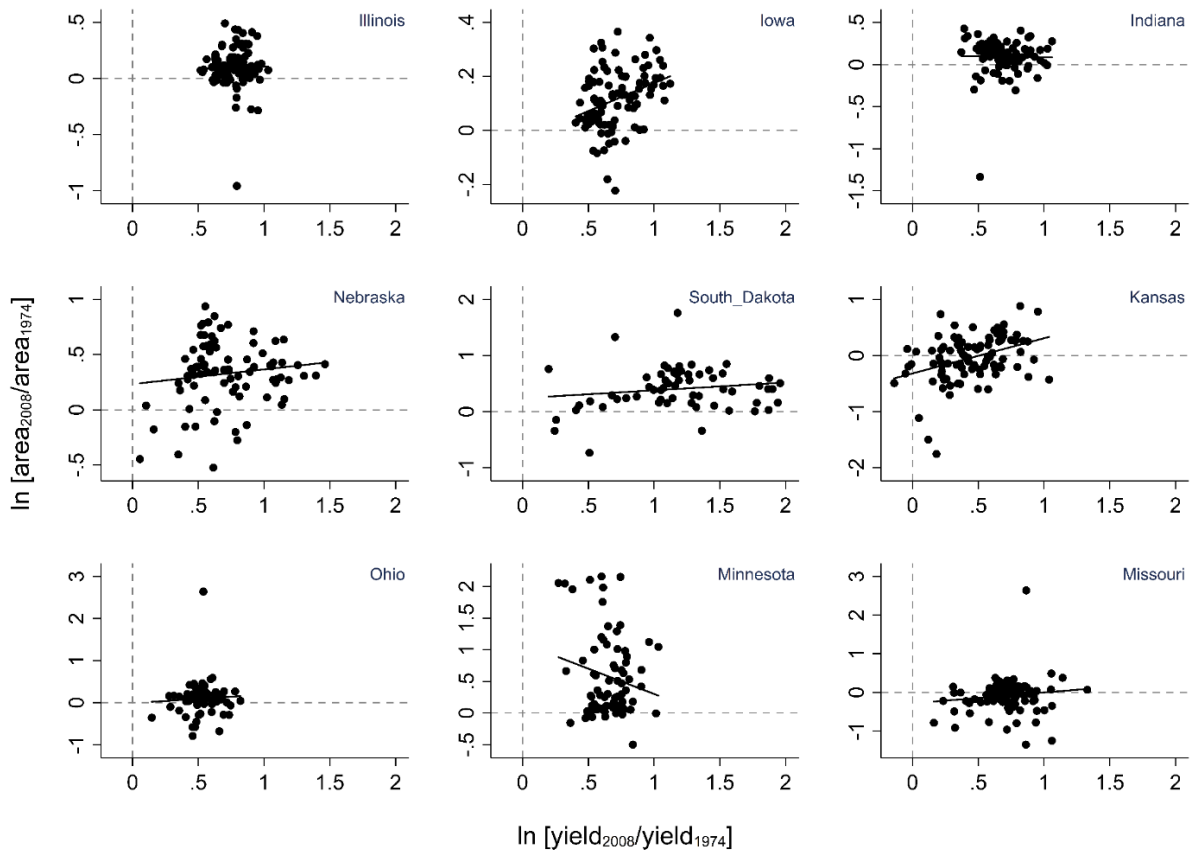 ln [area2008/area1974]
Illinois
.5
0
-.5
-1
0 .5 1 1.5 2
Iowa
.4
.2
0
-.2
0 .5 1 1.5 2
Indiana
.5
0
-.5
-1
-1.5
0 .5 1 1.5 2
Nebraska
1
.5
0
-.5
0 .5 1 1.5 2
South_Dakota
2
1
0
-1
0 .5 1 1.5 2
Kansas
1
0
-1
-2
0 .5 1 1.5 2
Ohio
3
2
1
0
-1
0 .5 1 1.5 2
Minnesota
2
1.5
1
.5
0
-.5
0 .5 1 1.5 2
Missouri
3
2
1
0
-1
0 .5 1 1.5 2
ln [yield2008/yield1974]